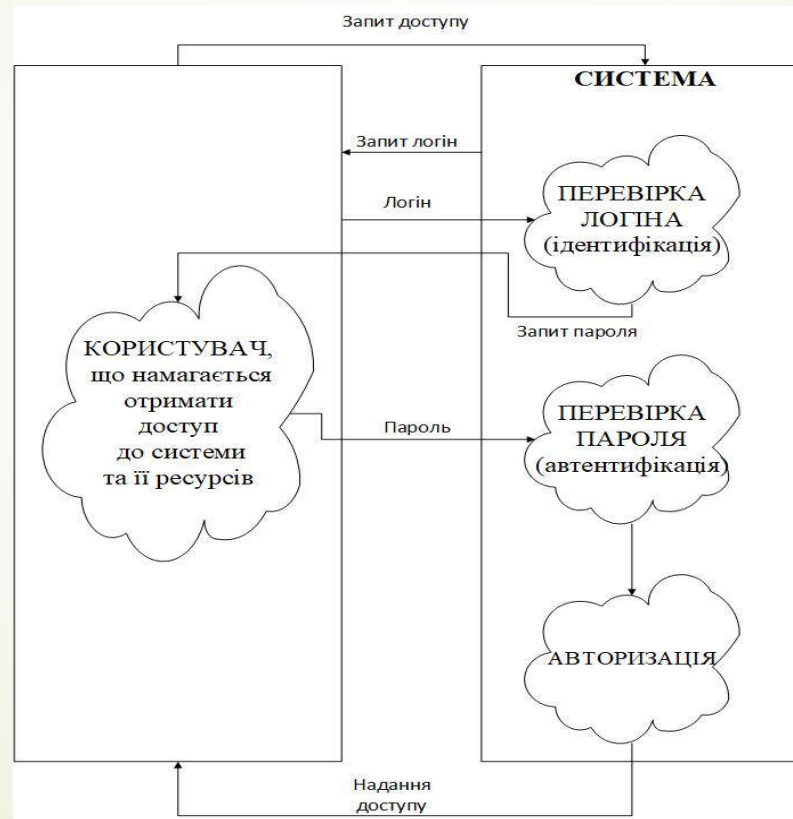 Запит доступу
СИСТЕМА
Запит логін
Логін
ПЕРЕВІРКА
ЛОГІНА
(ідентифікація)
Запит пароля
КОРИСТУВАЧ,
що намагається
отримати
доступ
до системи
та її ресурсів
Пароль
ПЕРЕВІРКА
ПАРОЛЯ
(автентифікація)
АВТОРИЗАЦІЯ
Надання
доступу